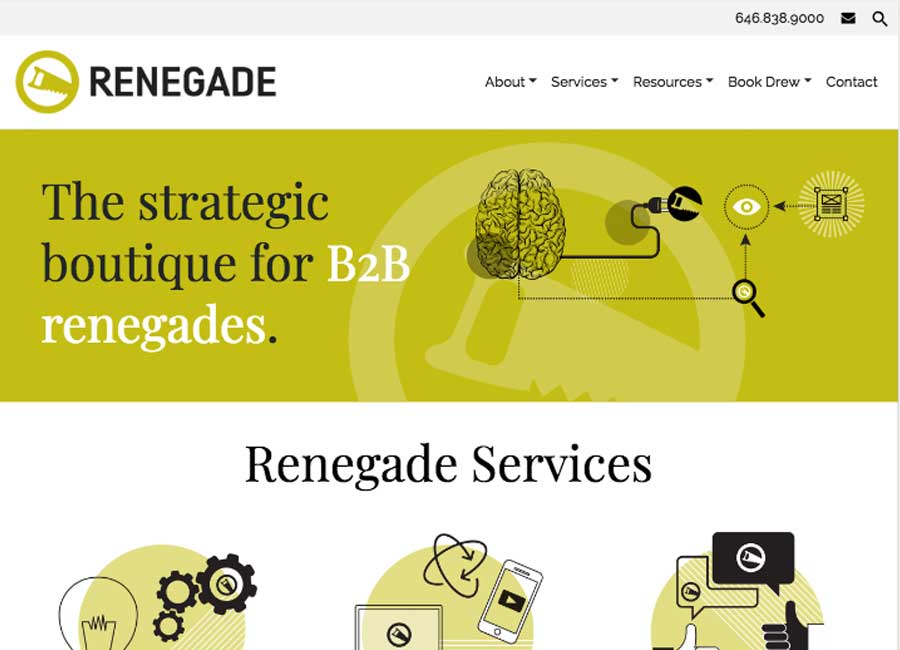 646.838.9000
RENEGADE
About Services Resources Book Drew Contact
The strategic
boutique for B2B
renegades.
Renegade Services